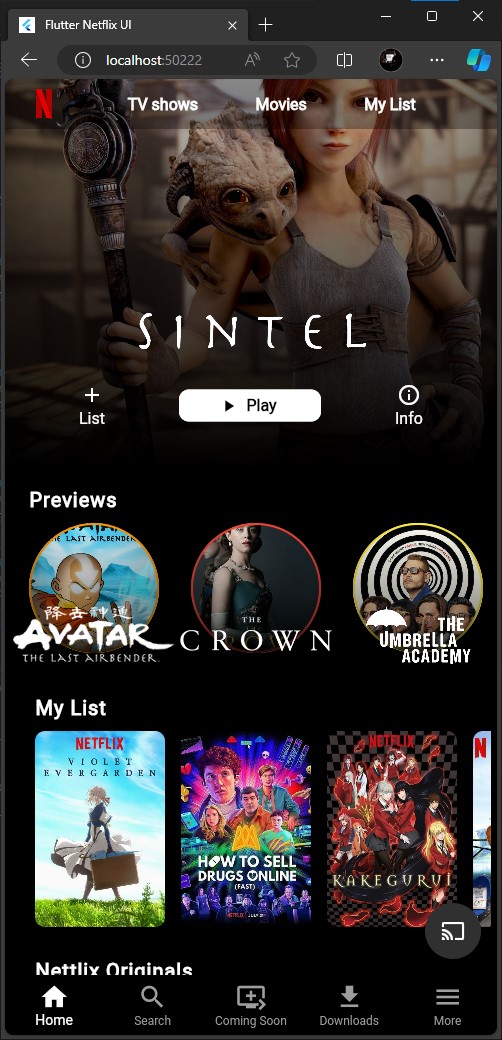 Flutter Netflix UI
localhost:50222
N
TV shows
Movies
My List
SINTEL
List
Play
Info
Previews
AVATAR
THE LAST AIRBENDER
降去神通
AVATAR
THE LAST AIRBENDER.
THE
CROWN
THE
UMBRELLA
ACADEMY
My List
NETFLIX
VIOLET
EVERGARDEN
HOW TO SELL
DRUGS ONLINE
(FAST)
NETFLIX
NETFLIX
KAKEGURUI
N
Netflix Originals
Home
Search
Coming Soon
Downloads
More